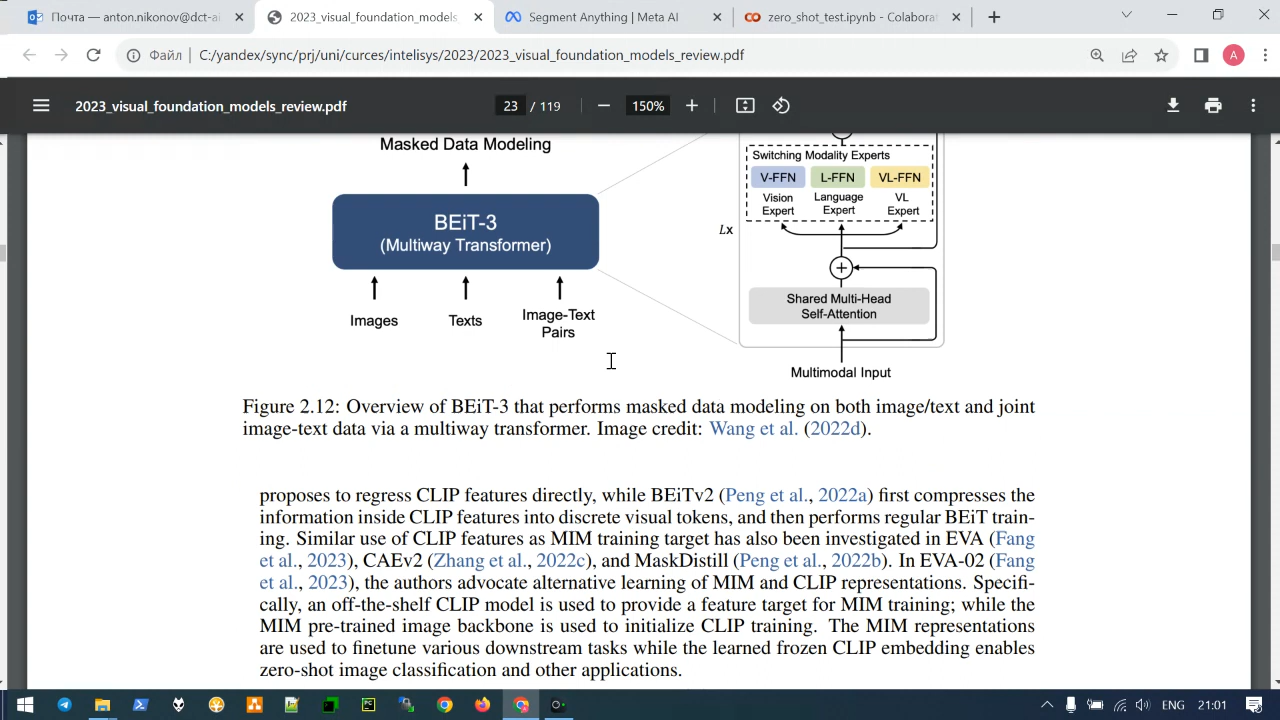 Почта — anton.nikonov@dct-ai
2023_visual_foundation_models
Segment Anything | Meta AI
zero_shot_test.ipynb - Colabora
Файл
C:/yandex/sync/prj/uni/curces/intelisys/2023/2023_visual_foundation_models_review.pdf
A
2023_visual_foundation_models_review.pdf
23 / 119
150%
Masked Data Modeling
BEiT-3
(Multiway Transformer)
Images
Texts
Image-Text
Pairs
Switching Modality Experts
V-FFN L-FFN VL-FFN
Vision
Expert
Language
Expert
VL
Expert
Lx
Shared Multi-Head
Self-Attention
Multimodal Input
Figure 2.12: Overview of BEiT-3 that performs masked data modeling on both image/text and joint
image-text data via a multiway transformer. Image credit: Wang et al. (2022d).
proposes to regress CLIP features directly, while BEiTv2 (Peng et al., 2022a) first compresses the
information inside CLIP features into discrete visual tokens, and then performs regular BEiT train-
ing. Similar use of CLIP features as MIM training target has also been investigated in EVA (Fang
et al., 2023), CAEv2 (Zhang et al., 2022c), and MaskDistill (Peng et al., 2022b). In EVA-02 (Fang
et al., 2023), the authors advocate alternative learning of MIM and CLIP representations. Specifi-
cally, an off-the-shelf CLIP model is used to provide a feature target for MIM training; while the
MIM pre-trained image backbone is used to initialize CLIP training. The MIM representations
are used to finetune various downstream tasks while the learned frozen CLIP embedding enables
zero-shot image classification and other applications.
ENG
21:01